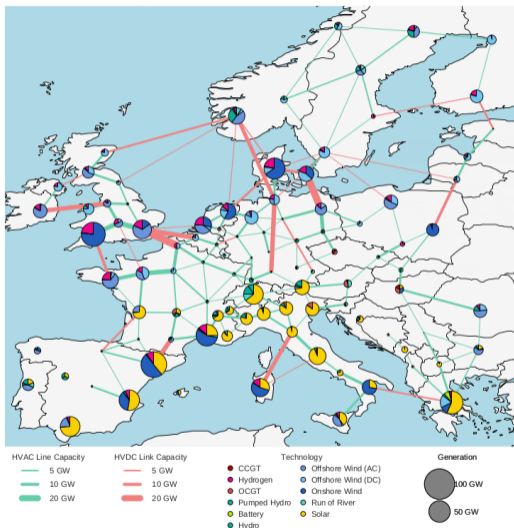 HVAC Line Capacity
5 GW
10 GW
20 GW
HVDC Link Capacity
5 GW
10 GW
20 GW
Technology
CCGT
Hydrogen
OCGT
Pumped Hydro
Battery
Hydro
Offshore Wind (AC)
Offshore Wind (DC)
Onshore Wind
Run of River
Solar
Generation
100 GW
50 GW